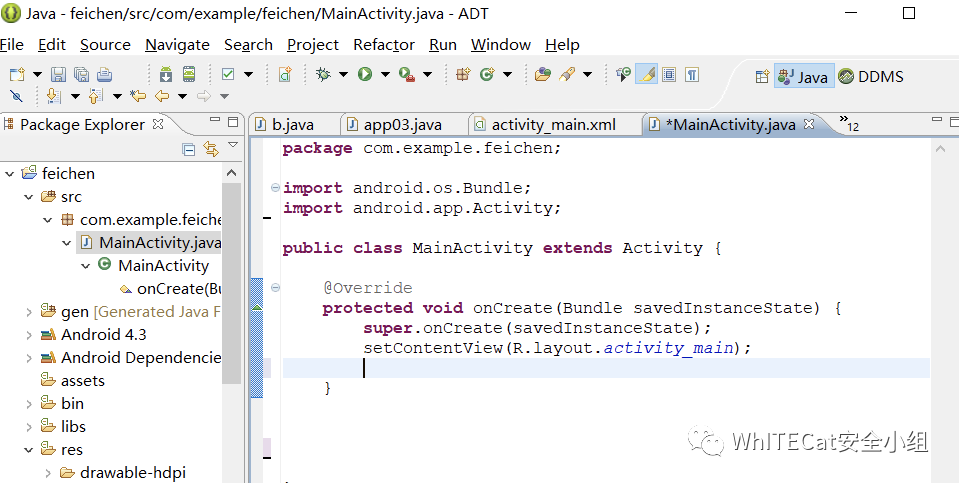 Java - feichen/src/com/example/feichen/MainActivity.java - ADT
File Edit Source Navigate Search Project Refactor Run Window Help
Java DDMS
Package Explorer
b.java app03.java activity_main.xml *MainActivity.java »12
feichen
src
com.example.feiche
MainActivity.java
MainActivity
onCreate(Bu
gen [Generated Java F
Android 4.3
Android Dependencie
assets
bin
libs
res
drawable-hdpi
package com.example.feichen;
import android.os.Bundle;
import android.app.Activity;
public class MainActivity extends Activity {
@Override
protected void onCreate(Bundle savedInstanceState) {
super.onCreate(savedInstanceState);
setContentView(R.layout.activity_main);
}
WhITECat安全小组